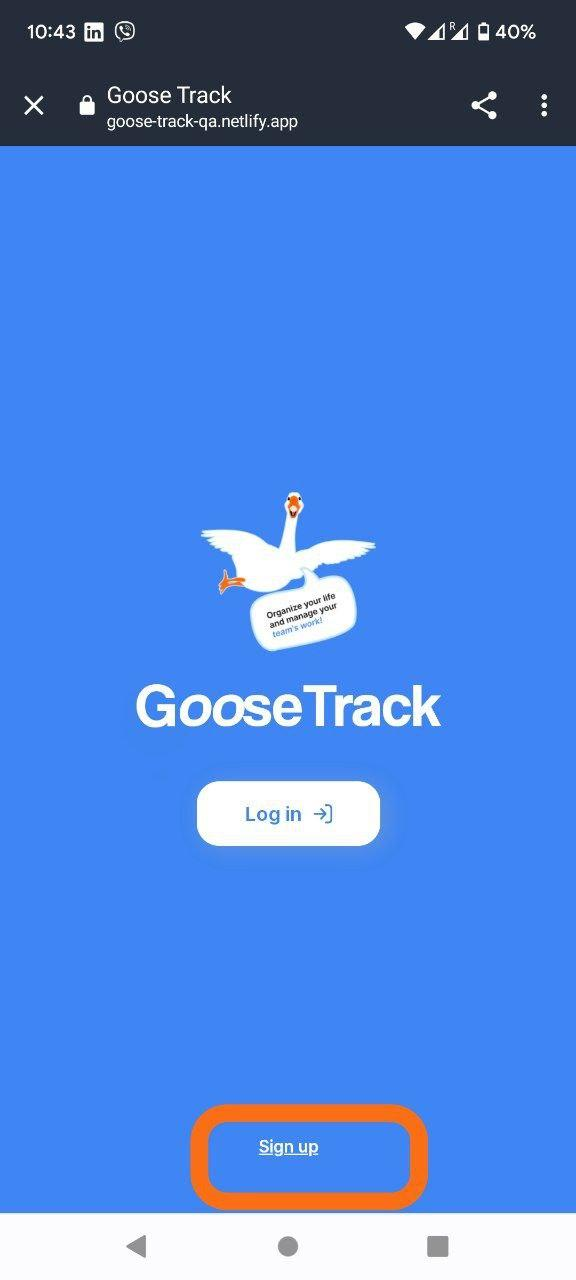 10:43
R
40%
Goose Track
goose-track-qa.netlify.app
Organize your life
and manage your
team's work!
GooseTrack
Log in
Sign up